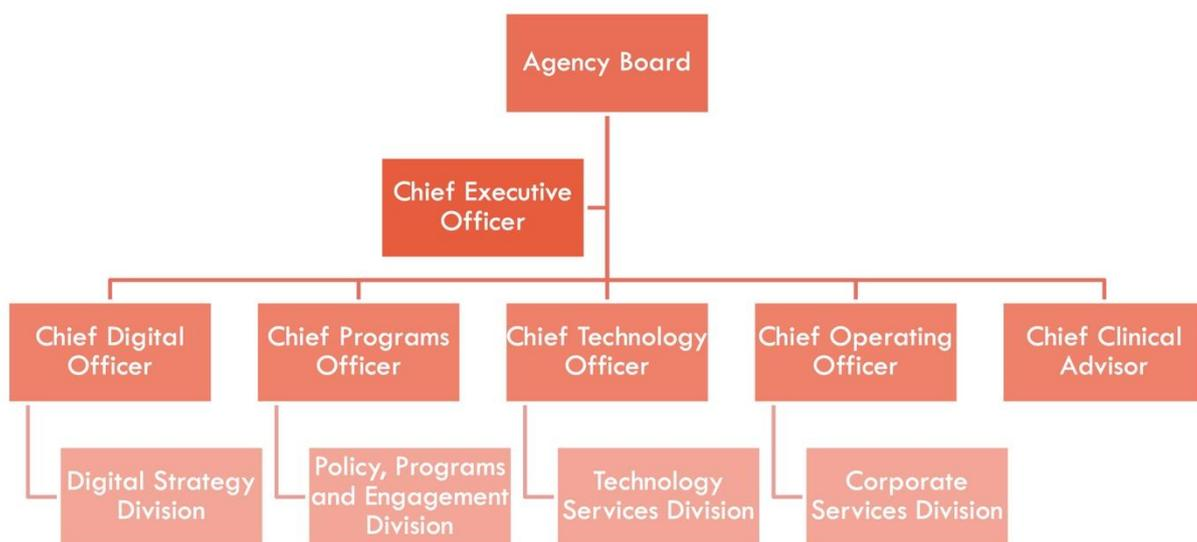 Agency Board
Chief Executive
Officer
Chief Digital
Officer
Chief Programs
Officer
Chief Technology
Officer
Chief Operating
Officer
Chief Clinical
Advisor
Digital Strategy
Division
Policy, Programs
and Engagement
Division
Technology
Services Division
Corporate
Services Division